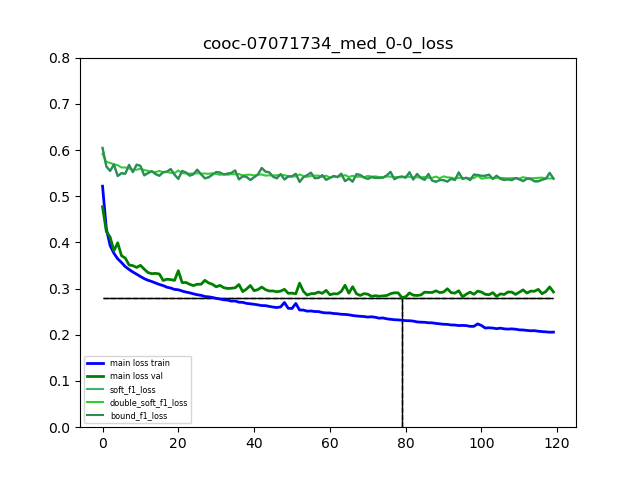 cooc-07071734_med_0-0_loss
0.8
0.7
0.6
0.5
0.4
0.3
0.2
0.1
0.0
main loss train
main loss val
soft_f1_loss
double_soft_f1_loss
bound_f1_loss
0 20 40 60 80 100 120